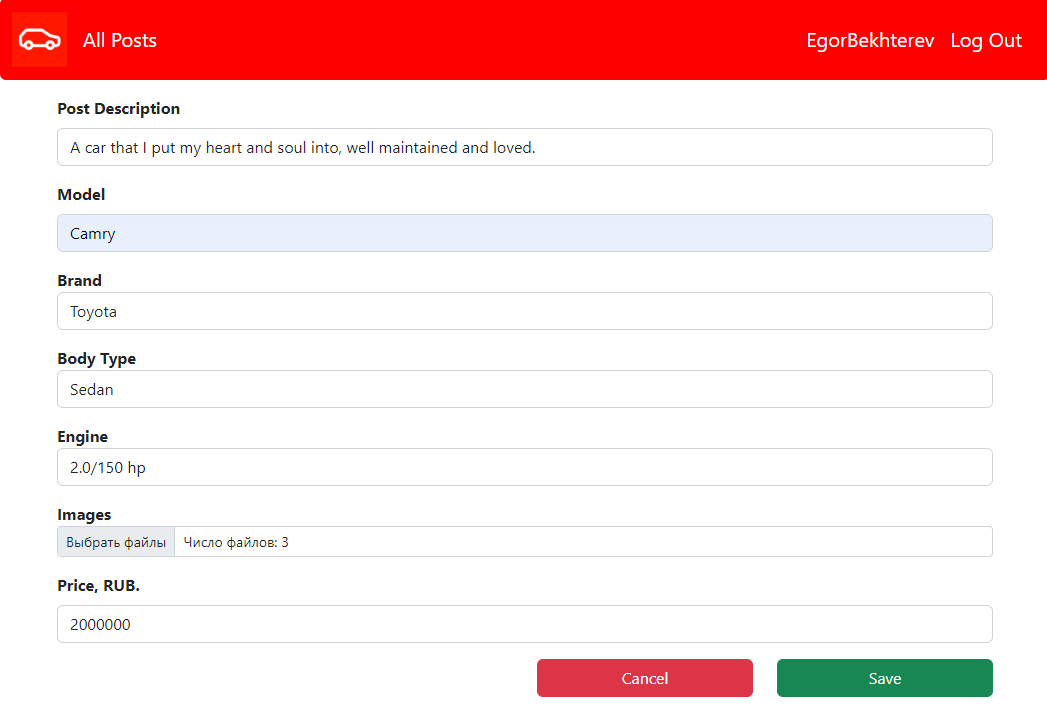 All Posts
EgorBekhterev
Log Out
Post Description
A car that I put my heart and soul into, well maintained and loved.
Model
Camry
Brand
Toyota
Body Type
Sedan
Engine
2.0/150 hp
Images
Выбрать файлы
Число файлов: 3
Price, RUB.
2000000
Cancel
Save